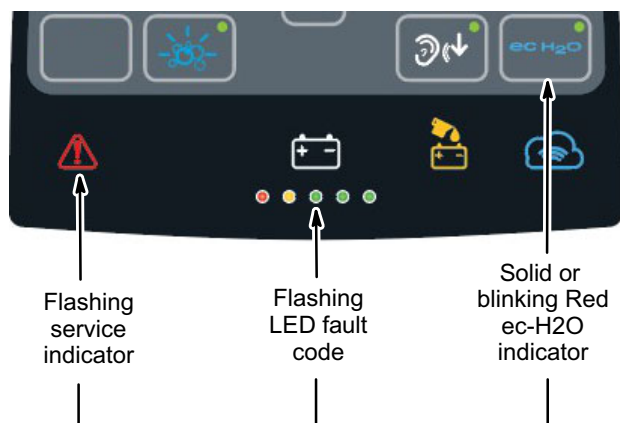 ec H2O
Flashing
service
indicator
Flashing
LED fault
code
Solid or
blinking Red
ec-H2O
indicator